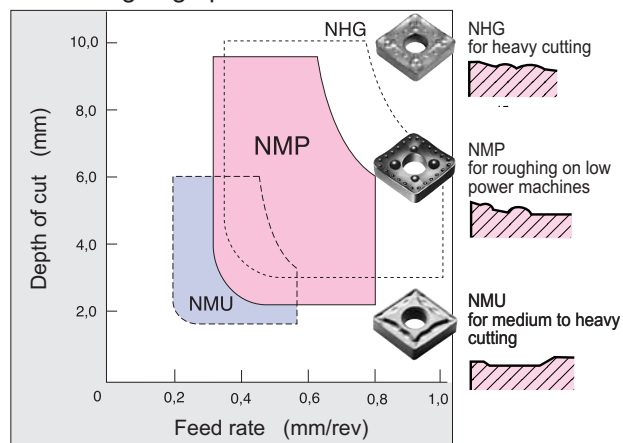 NHG
10,0
8,0
6,0
4,0
2,0
0
0,2
0,4
0,6
0,8
1,0
Depth of cut (mm)
Feed rate (mm/rev)
NMP
NMU
NHG
for heavy cutting
NMP
for roughing on low
power machines
NMU
for medium to heavy
cutting